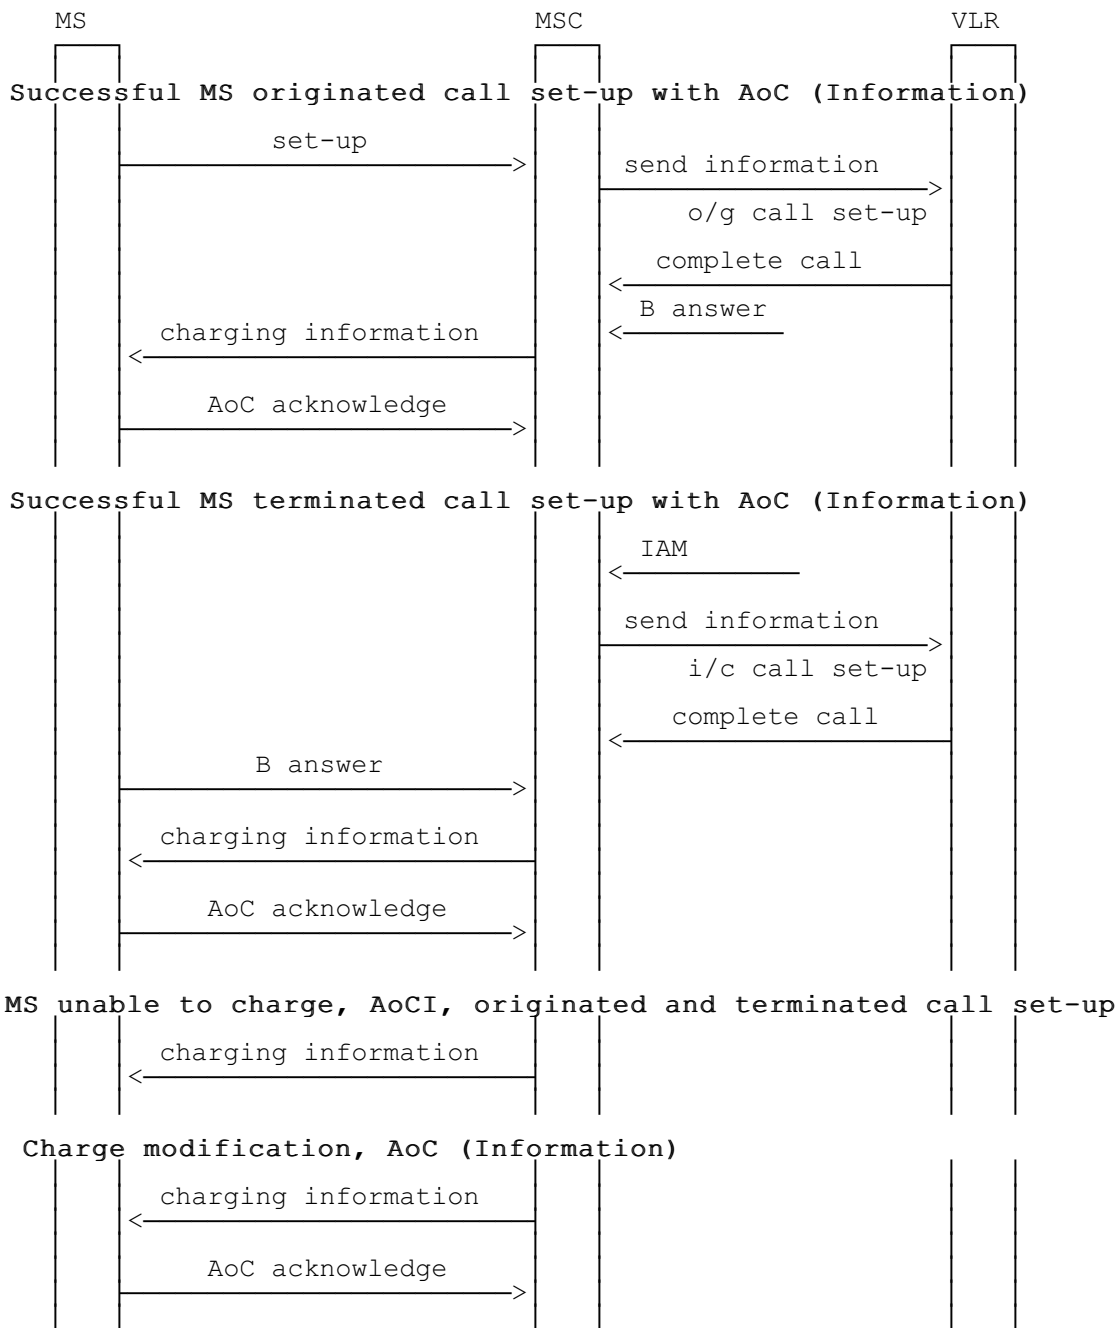 MS MSC VLR
Successful MS originated call set-up with AoC (Information)
set-up
send information
o/g call set-up
complete call
B answer
charging information
AoC acknowledge
Successful MS terminated call set-up with AoC (Information)
IAM
send information
i/c call set-up
complete call
B answer
charging information
AoC acknowledge
MS unable to charge, AoCI, originated and terminated call set-up
charging information
Charge modification, AoC (Information)
charging information
AoC acknowledge